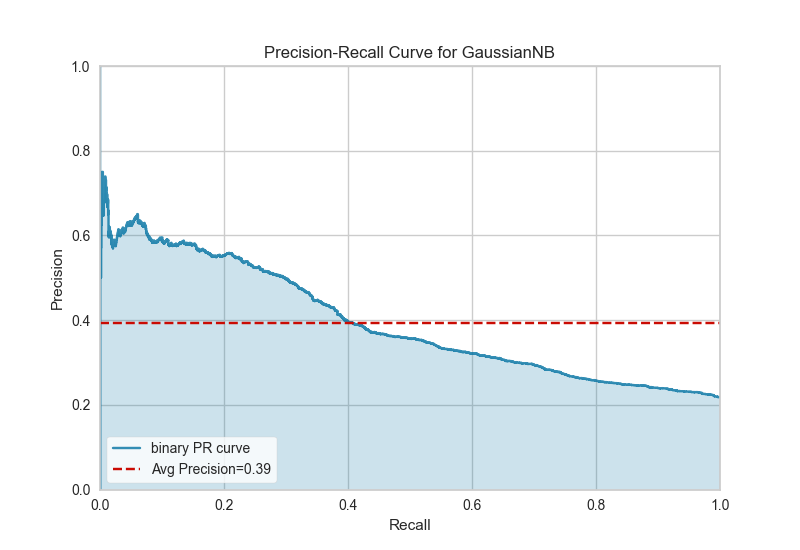 Precision-Recall Curve for GaussianNB
1.0
0.8
0.6
0.4
0.2
0.0
Precision
binary PR curve
Avg Precision=0.39
0.0 0.2 0.4 0.6 0.8 1.0
Recall